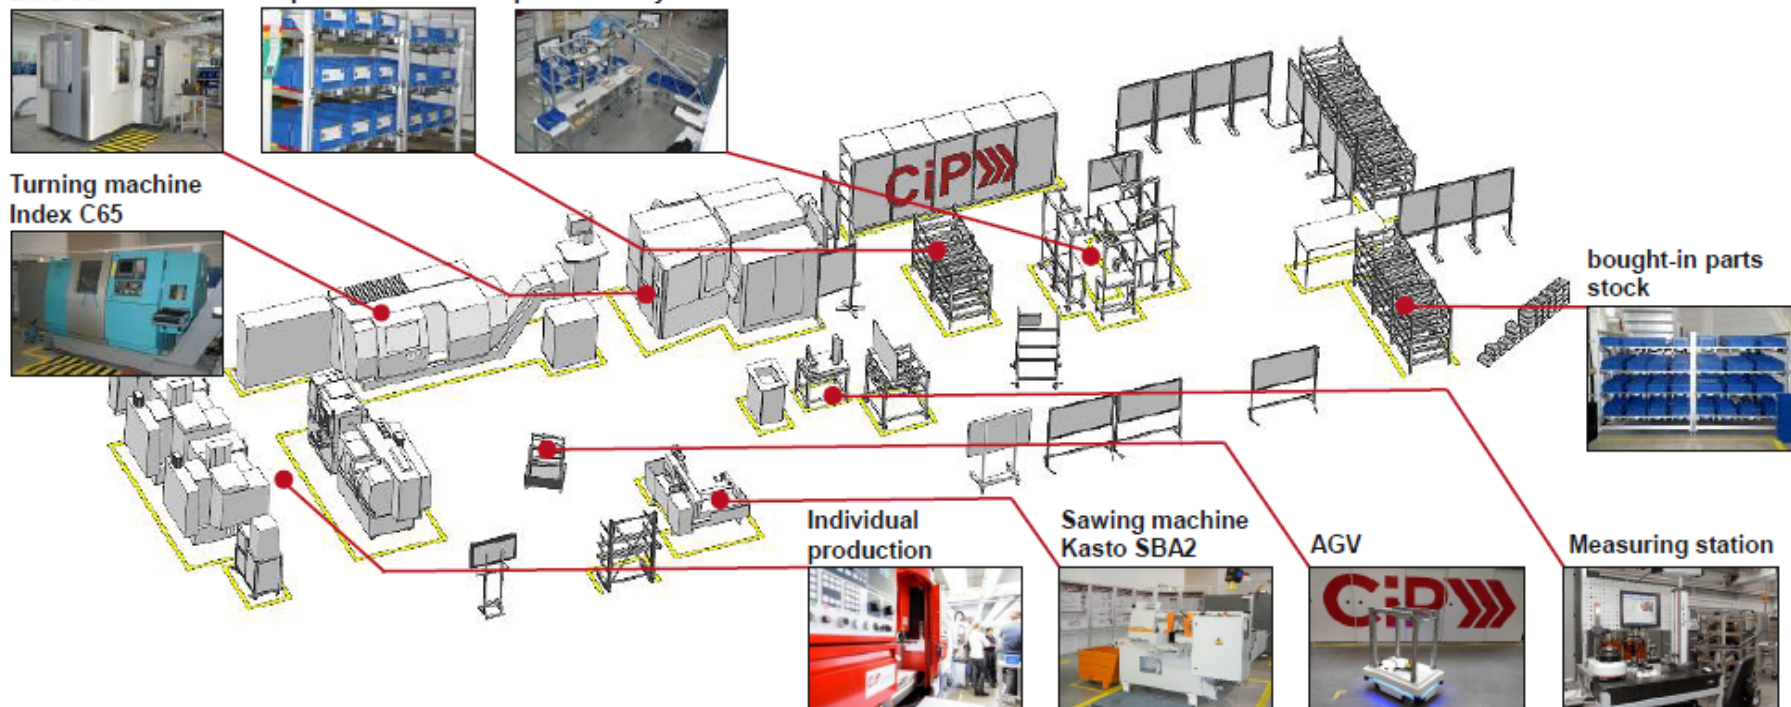 CiP
Turning machine
Index C65
bought-in parts
stock
Individual
production
Sawing machine
Kasto SBA2
AGV
Measuring station
CiP
CiP